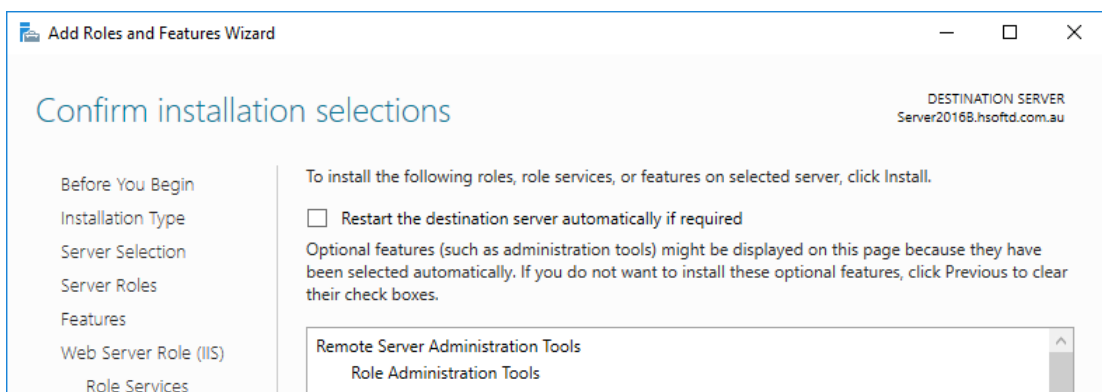 Add Roles and Features Wizard
Confirm installation selections
DESTINATION SERVER
Server2016B.hsoftd.com.au
Before You Begin
Installation Type
Server Selection
Server Roles
Features
Web Server Role (IIS)
Role Services
To install the following roles, role services, or features on selected server, click Install.
Restart the destination server automatically if required
Optional features (such as administration tools) might be displayed on this page because they have
been selected automatically. If you do not want to install these optional features, click Previous to clear
their check boxes.
Remote Server Administration Tools
Role Administration Tools